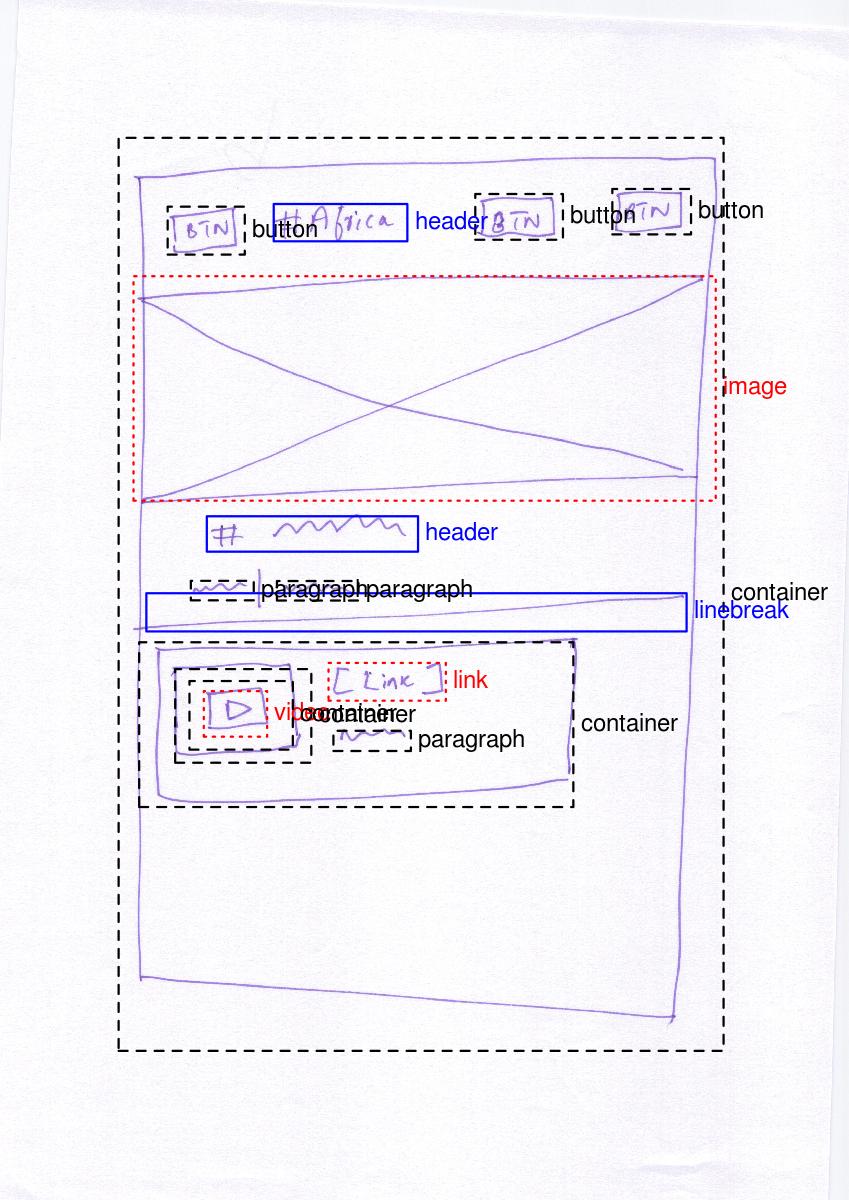 BTN button # Africa header BTN button BTN button
image
# header
paragraph paragraph
container
linebreak
[Link] link
video container container
container
paragraph